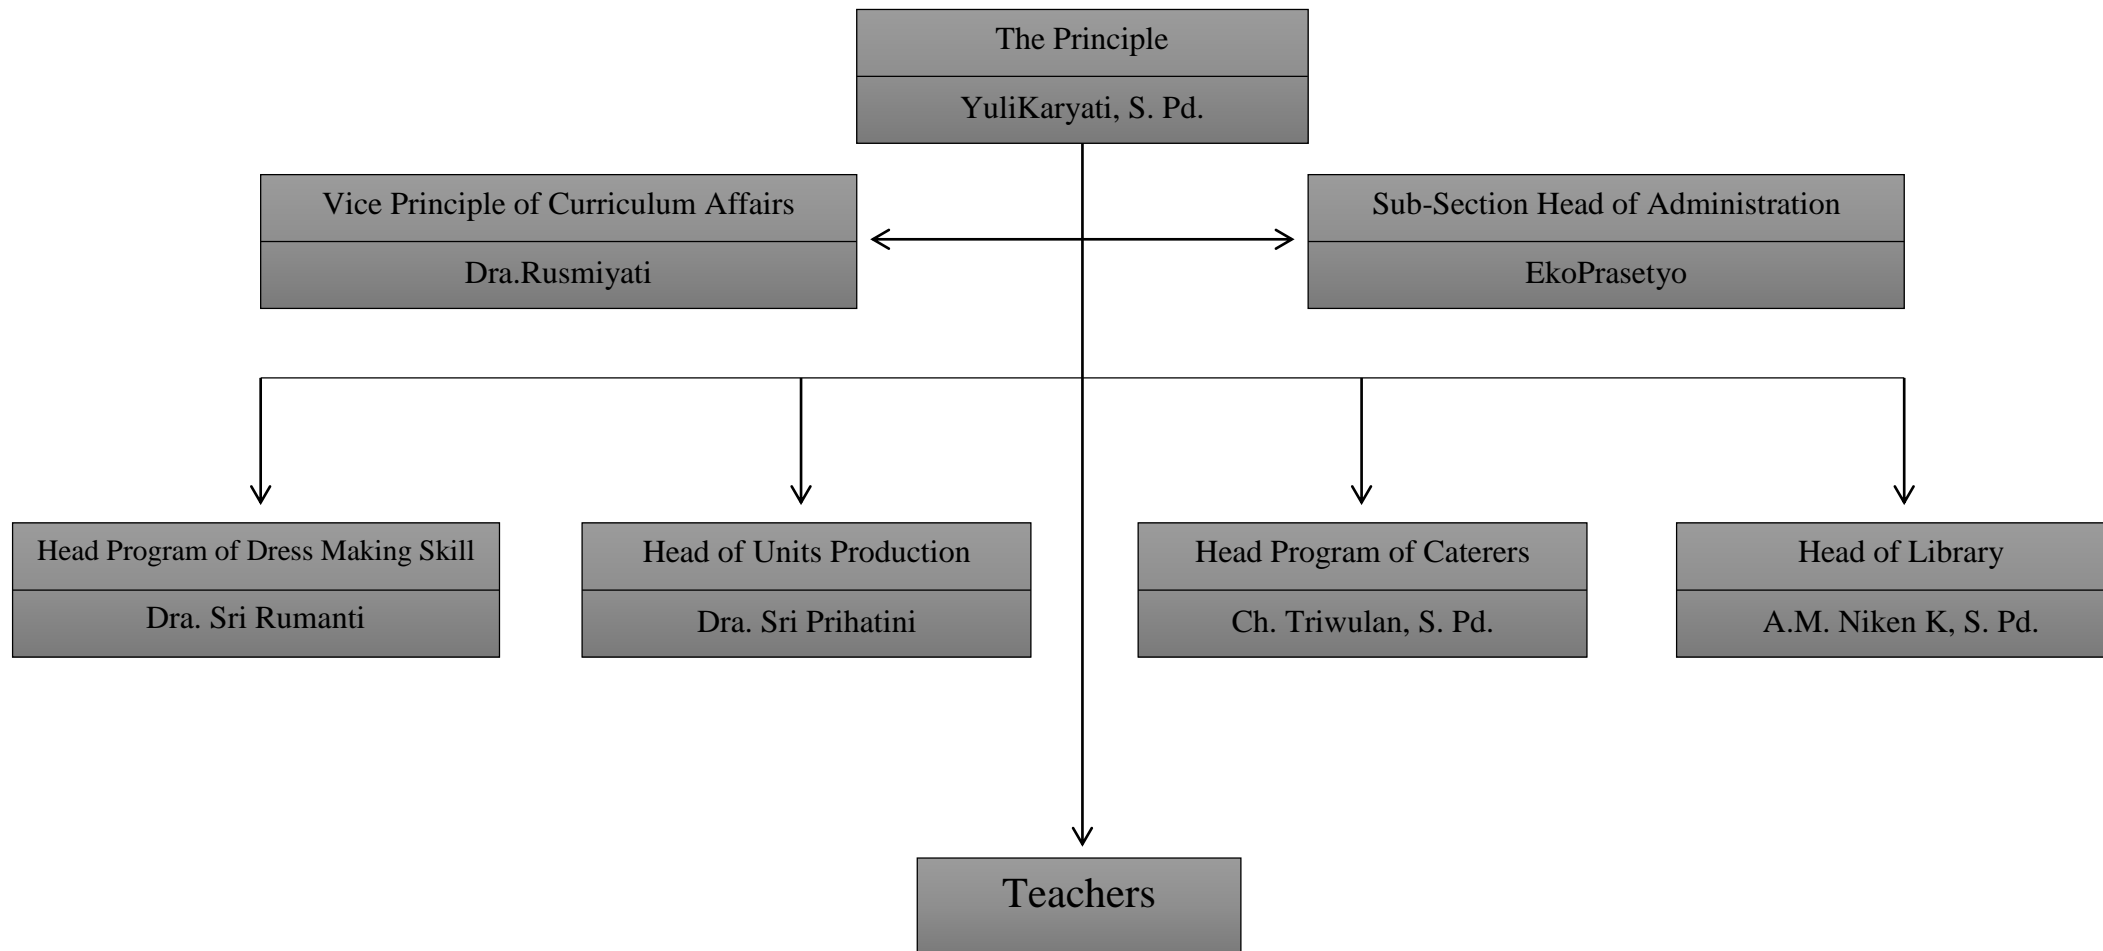 The Principle
YuliKaryati, S. Pd.
Vice Principle of Curriculum Affairs
Dra.Rusmiyati
Sub-Section Head of Administration
EkoPrasetyo
Head Program of Dress Making Skill
Dra. Sri Rumanti
Head of Units Production
Dra. Sri Prihatini
Head Program of Caterers
Ch. Triwulan, S. Pd.
Head of Library
A.M. Niken K, S. Pd.
Teachers